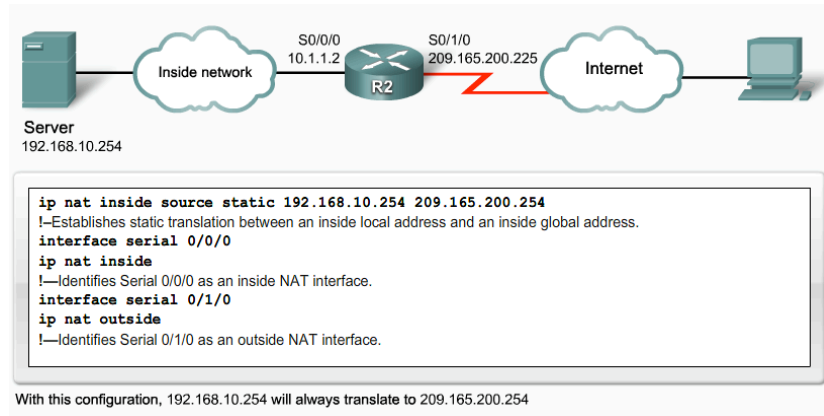 S0/0/0
10.1.1.2
S0/1/0
209.165.200.225
Inside network
R2
Internet
Server
192.168.10.254
ip nat inside source static 192.168.10.254 209.165.200.254
!–Establishes static translation between an inside local address and an inside global address.
interface serial 0/0/0
ip nat inside
!—Identifies Serial 0/0/0 as an inside NAT interface.
interface serial 0/1/0
ip nat outside
!—Identifies Serial 0/1/0 as an outside NAT interface.
With this configuration, 192.168.10.254 will always translate to 209.165.200.254